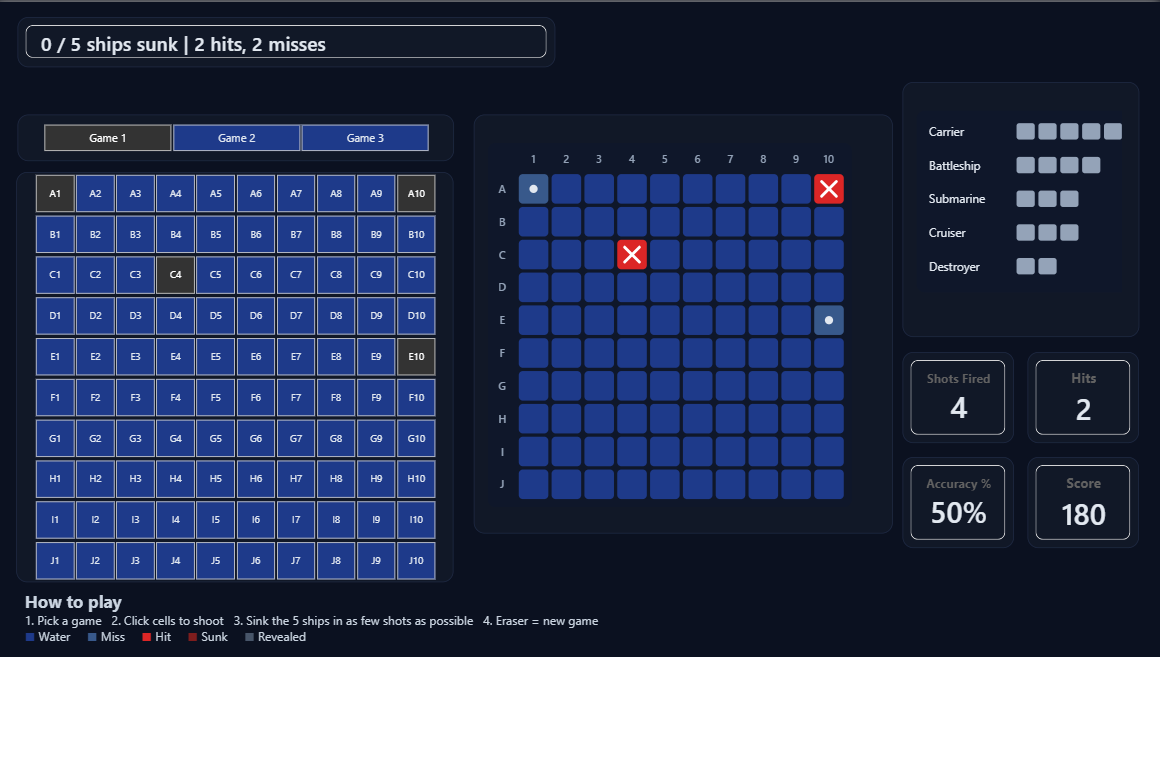 0 / 5 ships sunk | 2 hits, 2 misses
Game 1 Game 2 Game 3
A1 A2 A3 A4 A5 A6 A7 A8 A9 A10
B1 B2 B3 B4 B5 B6 B7 B8 B9 B10
C1 C2 C3 C4 C5 C6 C7 C8 C9 C10
D1 D2 D3 D4 D5 D6 D7 D8 D9 D10
E1 E2 E3 E4 E5 E6 E7 E8 E9 E10
F1 F2 F3 F4 F5 F6 F7 F8 F9 F10
G1 G2 G3 G4 G5 G6 G7 G8 G9 G10
H1 H2 H3 H4 H5 H6 H7 H8 H9 H10
I1 I2 I3 I4 I5 I6 I7 I8 I9 I10
J1 J2 J3 J4 J5 J6 J7 J8 J9 J10
1 2 3 4 5 6 7 8 9 10
A
B
C
D
E
F
G
H
I
J
Carrier
Battleship
Submarine
Cruiser
Destroyer
Shots Fired
4
Hits
2
Accuracy %
50%
Score
180
How to play
1. Pick a game 2. Click cells to shoot 3. Sink the 5 ships in as few shots as possible 4. Eraser = new game
Water Miss Hit Sunk Revealed